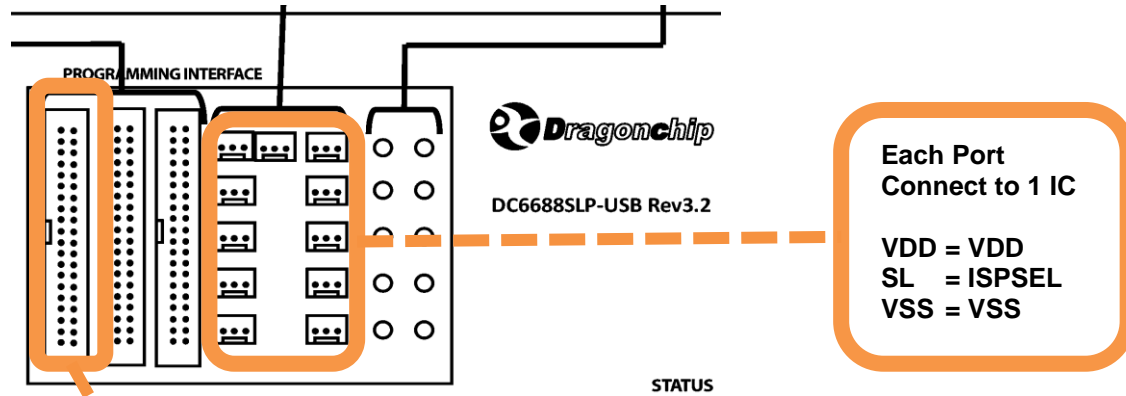 PROGRAMMING INTERFACE
Dragonchip
DC6688SLP-USB Rev3.2
STATUS
Each Port
Connect to 1 IC
VDD = VDD
SL = ISPSEL
VSS = VSS